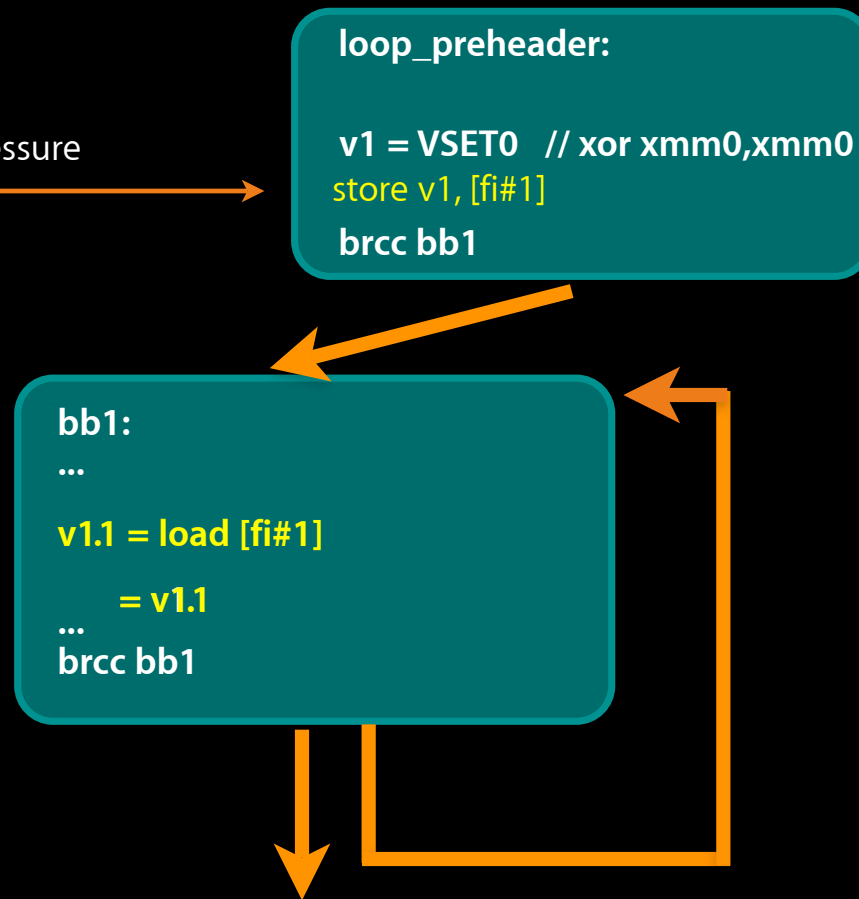 loop_preheader:
essure
v1 = VSET0 // xor xmm0,xmm0
store v1, [fi#1]
brcc bb1
bb1:
...
v1.1 = load [fi#1]
= v1.1
...
brcc bb1